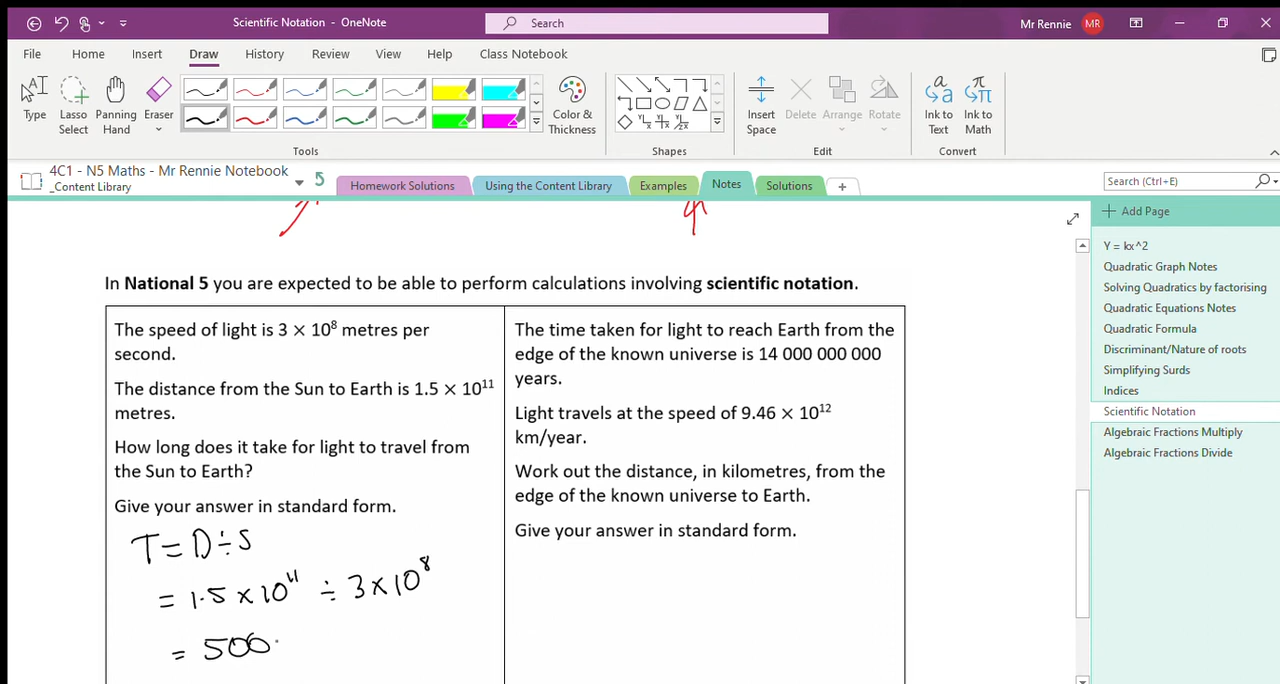 Scientific Notation - OneNote
Search
Mr Rennie MR
File Home Insert Draw History Review View Help Class Notebook
Type Lasso Select Panning Hand Eraser
Color & Thickness
Insert Space Delete Arrange Rotate
Ink to Text Ink to Math
Tools Shapes Edit Convert
4C1 - N5 Maths - Mr Rennie Notebook
_Content Library
5
Homework Solutions Using the Content Library Examples Notes Solutions +
Search (Ctrl+E)
Add Page
Y = kx^2
Quadratic Graph Notes
Solving Quadratics by factorising
Quadratic Equations Notes
Quadratic Formula
Discriminant/Nature of roots
Simplifying Surds
Indices
Scientific Notation
Algebraic Fractions Multiply
Algebraic Fractions Divide
In National 5 you are expected to be able to perform calculations involving scientific notation.
The speed of light is 3 × 10⁸ metres per
second.
The distance from the Sun to Earth is 1.5 × 10¹¹
metres.
How long does it take for light to travel from
the Sun to Earth?
Give your answer in standard form.
T = D ÷ S
= 1.5 × 10¹¹ ÷ 3 × 10⁸
= 500
The time taken for light to reach Earth from the
edge of the known universe is 14 000 000 000
years.
Light travels at the speed of 9.46 × 10¹²
km/year.
Work out the distance, in kilometres, from the
edge of the known universe to Earth.
Give your answer in standard form.